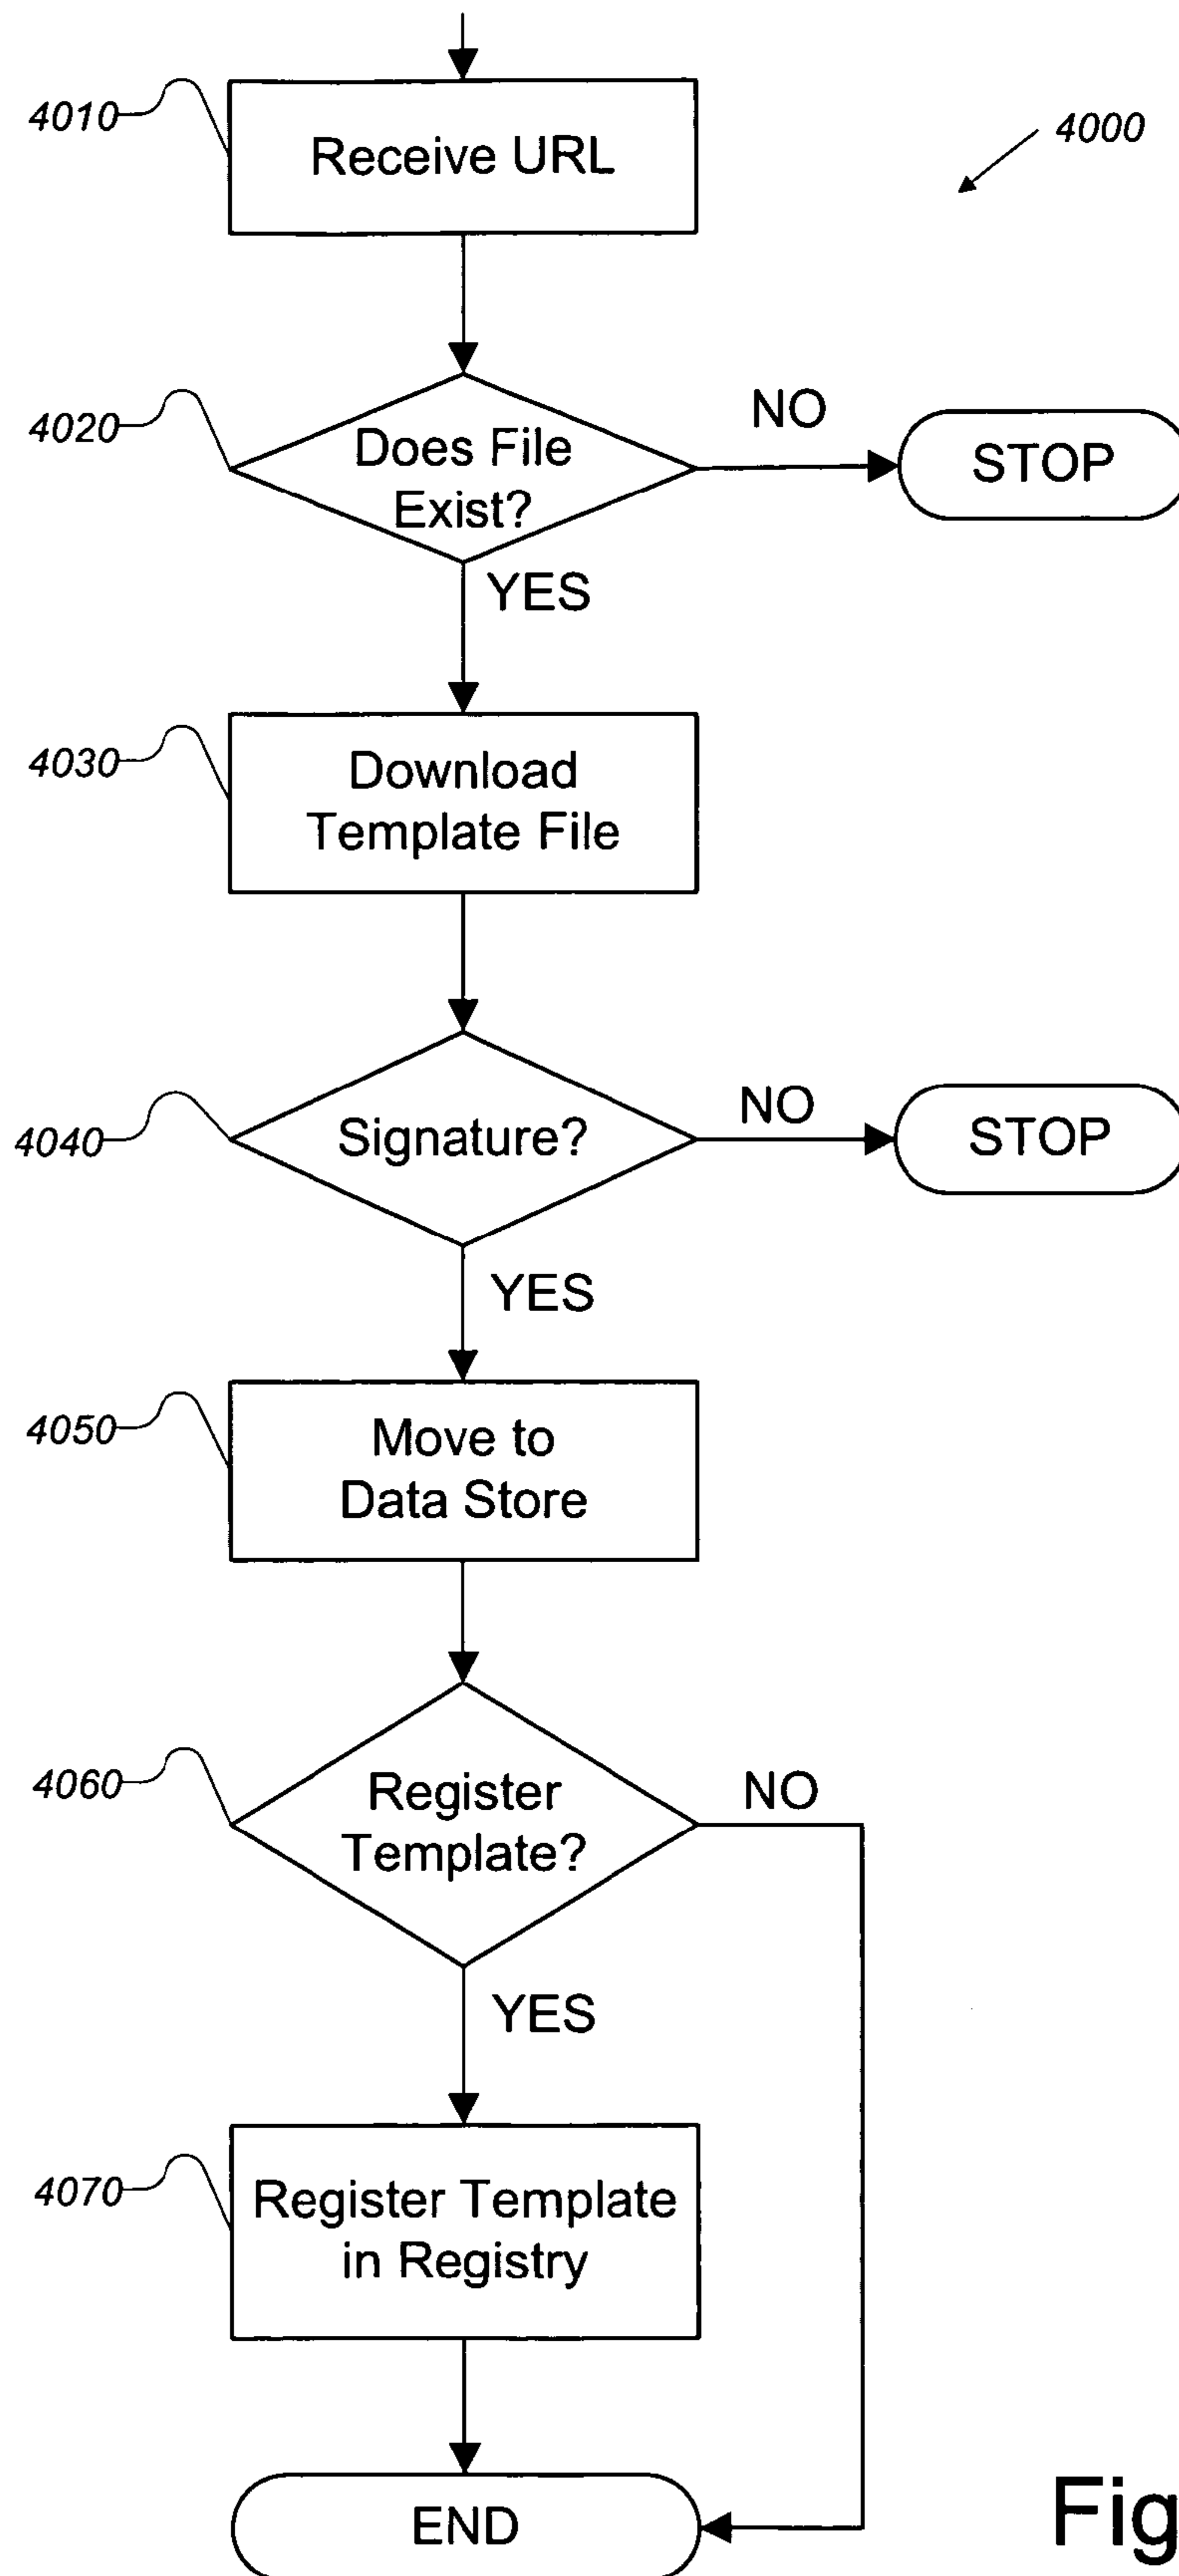 4010
Receive URL
4000
4020
Does File
Exist?
NO
STOP
YES
4030
Download
Template File
4040
Signature?
NO
STOP
YES
4050
Move to
Data Store
4060
Register
Template?
NO
YES
4070
Register Template
in Registry
END
Fig